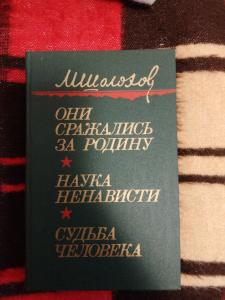 М Шолохов
ОНИ
СРАЖАЛИСЬ
ЗА РОДИНУ
НАУКА
НЕНАВИСТИ
СУДЬБА
ЧЕЛОВЕКА